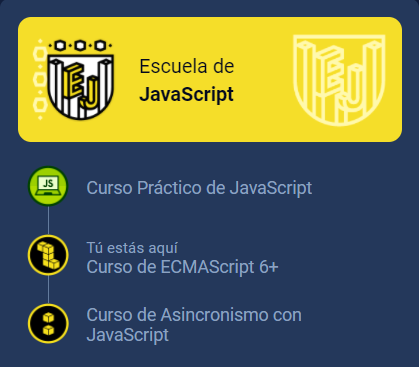 Escuela de
JavaScript
EJ
EJ
JS
Curso Práctico de JavaScript
Tú estás aquí
Curso de ECMAScript 6+
Curso de Asincronismo con
JavaScript